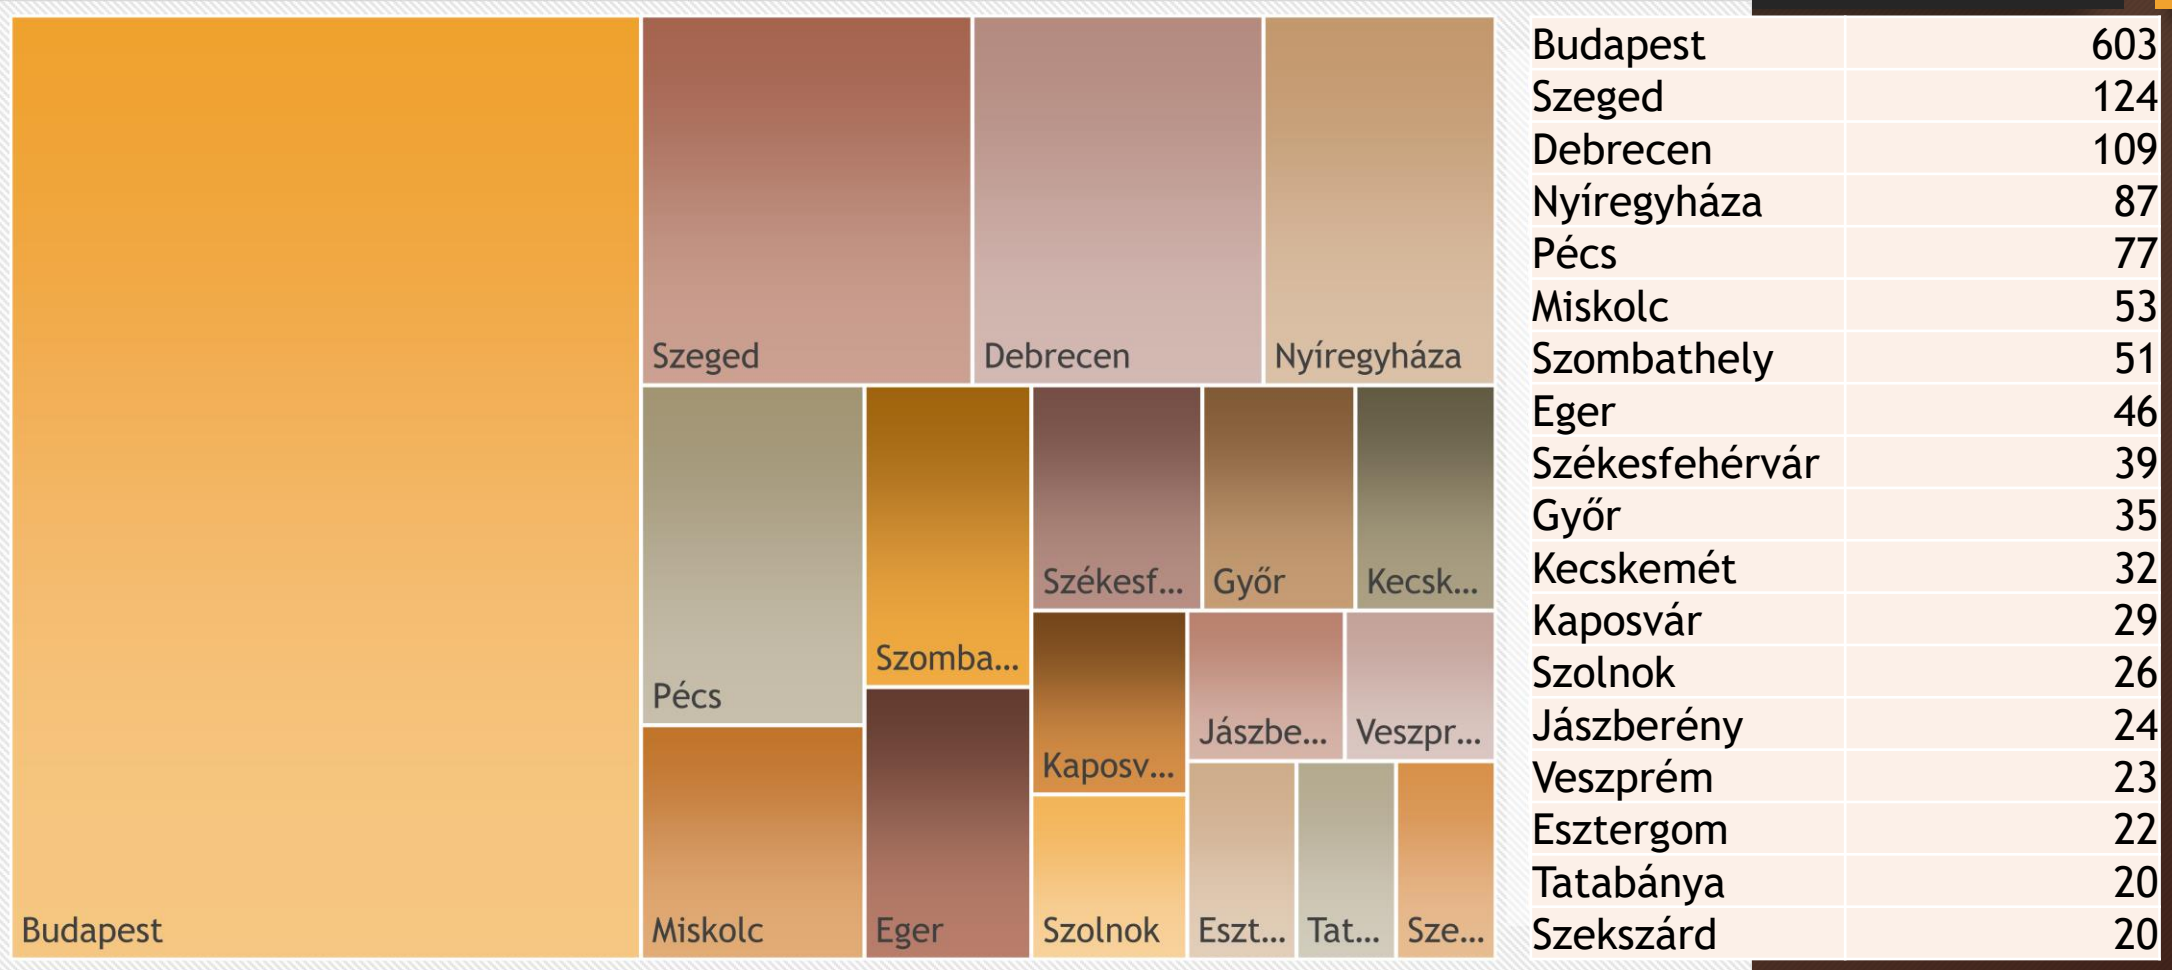 Budapest
Szeged
Debrecen
Nyíregyháza
Pécs
Miskolc
Szomba...
Eger
Székesf...
Győr
Kecsk...
Kaposv...
Szolnok
Jászbe...
Veszpr...
Eszt...
Tat...
Sze...
Budapest 603
Szeged 124
Debrecen 109
Nyíregyháza 87
Pécs 77
Miskolc 53
Szombathely 51
Eger 46
Székesfehérvár 39
Győr 35
Kecskemét 32
Kaposvár 29
Szolnok 26
Jászberény 24
Veszprém 23
Esztergom 22
Tatabánya 20
Szekszárd 20